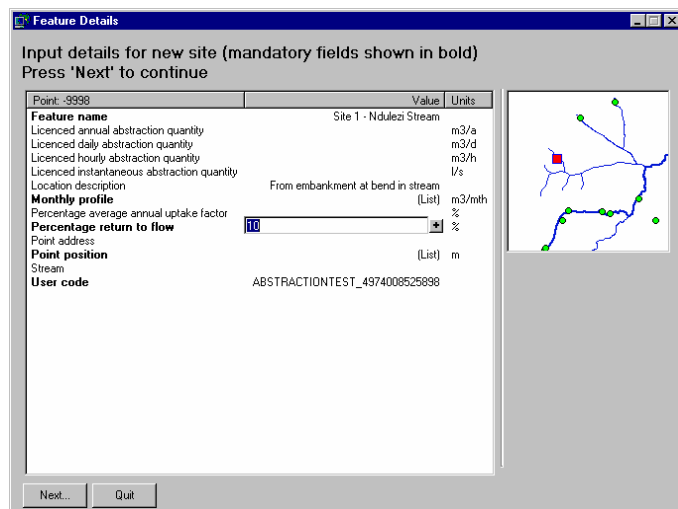 Feature Details
Input details for new site (mandatory fields shown in bold)
Press 'Next' to continue
Point: -9998 Value Units
Feature name Site 1 - Ndulezi Stream
Licenced annual abstraction quantity m3/a
Licenced daily abstraction quantity m3/d
Licenced hourly abstraction quantity m3/h
Licenced instantaneous abstraction quantity l/s
Location description From embankment at bend in stream
Monthly profile (List) m3/mth
Percentage average annual uptake factor %
Percentage return to flow 10 + %
Point address
Point position (List) m
Stream
User code ABSTRACTIONTEST_4974008525898
Next... Quit